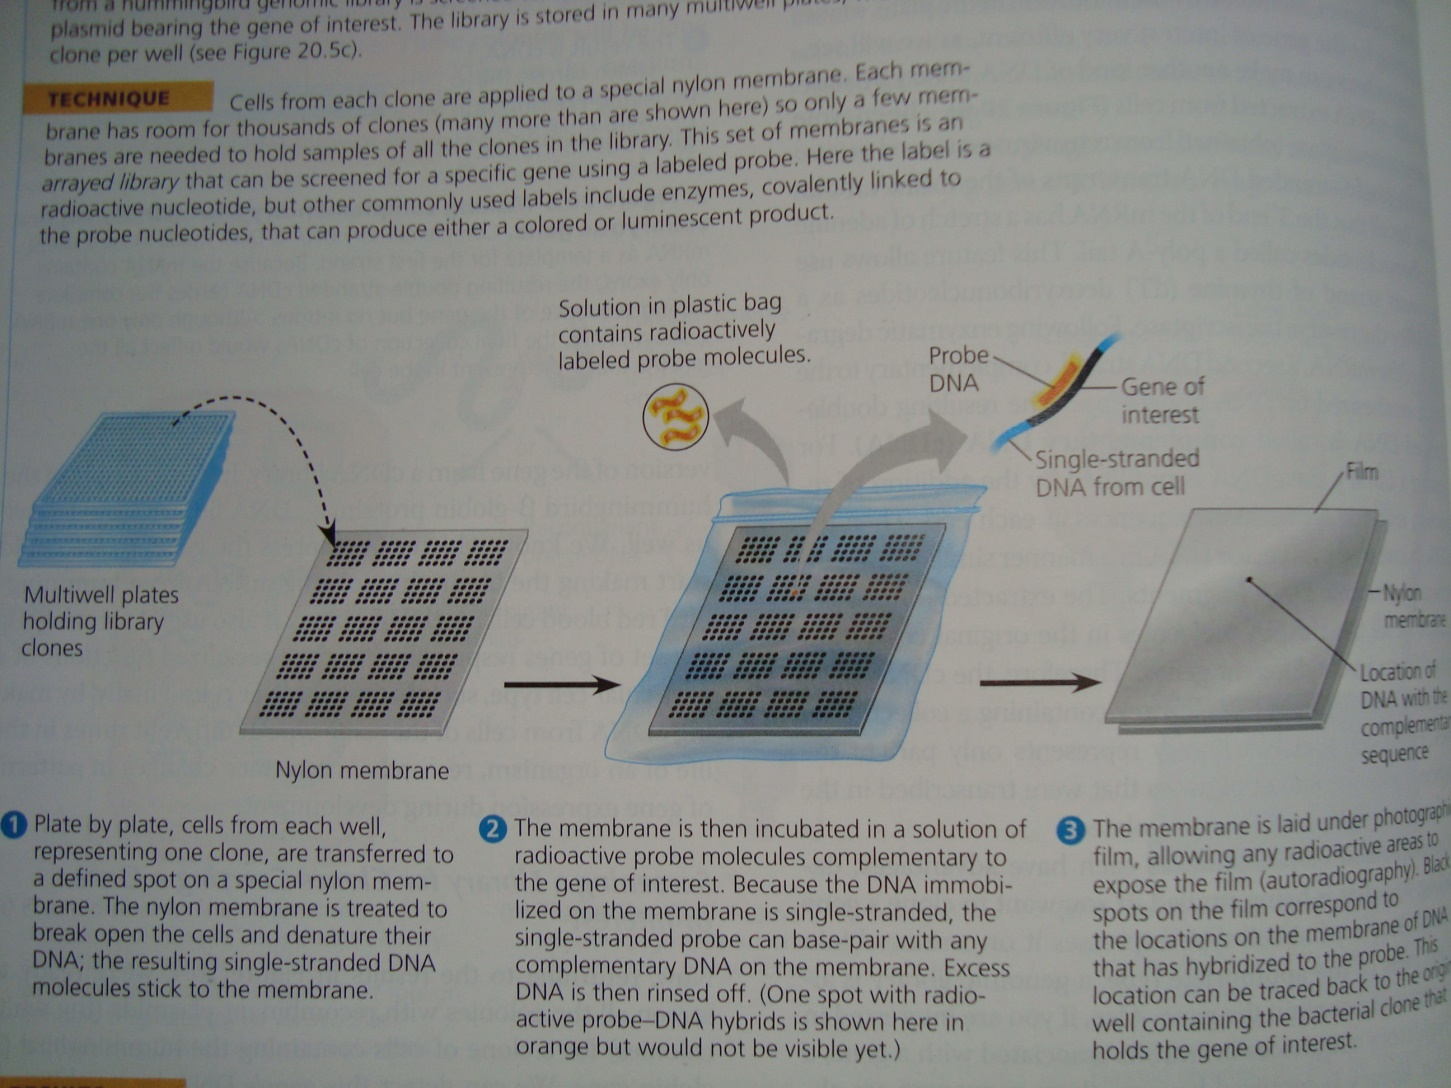 from a hummingbird genomic library is
plasmid bearing the gene of interest. The library is stored in many multiwell plates,
clone per well (see Figure 20.5c).
TECHNIQUE Cells from each clone are applied to a special nylon membrane. Each mem-
brane has room for thousands of clones (many more than are shown here) so only a few mem-
branes are needed to hold samples of all the clones in the library. This set of membranes is an
arrayed library that can be screened for a specific gene using a labeled probe. Here the label is a
radioactive nucleotide, but other commonly used labels include enzymes, covalently linked to
the probe nucleotides, that can produce either a colored or luminescent product.
Solution in plastic bag
contains radioactively
labeled probe molecules.
Probe
DNA
Gene of
interest
Single-stranded
DNA from cell
Film
Multiwell plates
holding library
clones
Nylon
membrane
Location of
DNA with the
sequence
Nylon membrane
1 Plate by plate, cells from each well,
representing one clone, are transferred to
a defined spot on a special nylon mem-
brane. The nylon membrane is treated to
break open the cells and denature their
DNA; the resulting single-stranded DNA
molecules stick to the membrane.
2 The membrane is then incubated in a solution of
radioactive probe molecules complementary to
the gene of interest. Because the DNA immobi-
lized on the membrane is single-stranded, the
single-stranded probe can base-pair with any
complementary DNA on the membrane. Excess
DNA is then rinsed off. (One spot with radio-
active probe–DNA hybrids is shown here in
orange but would not be visible yet.)
3 The membrane is laid under
film, allowing any radioactive areas to
expose the film (autoradiography). Black
spots on the film correspond to
the locations on the membrane of DNA
that has hybridized to the probe. This
location can be traced back to the
well containing the bacterial clone that
holds the gene of interest.